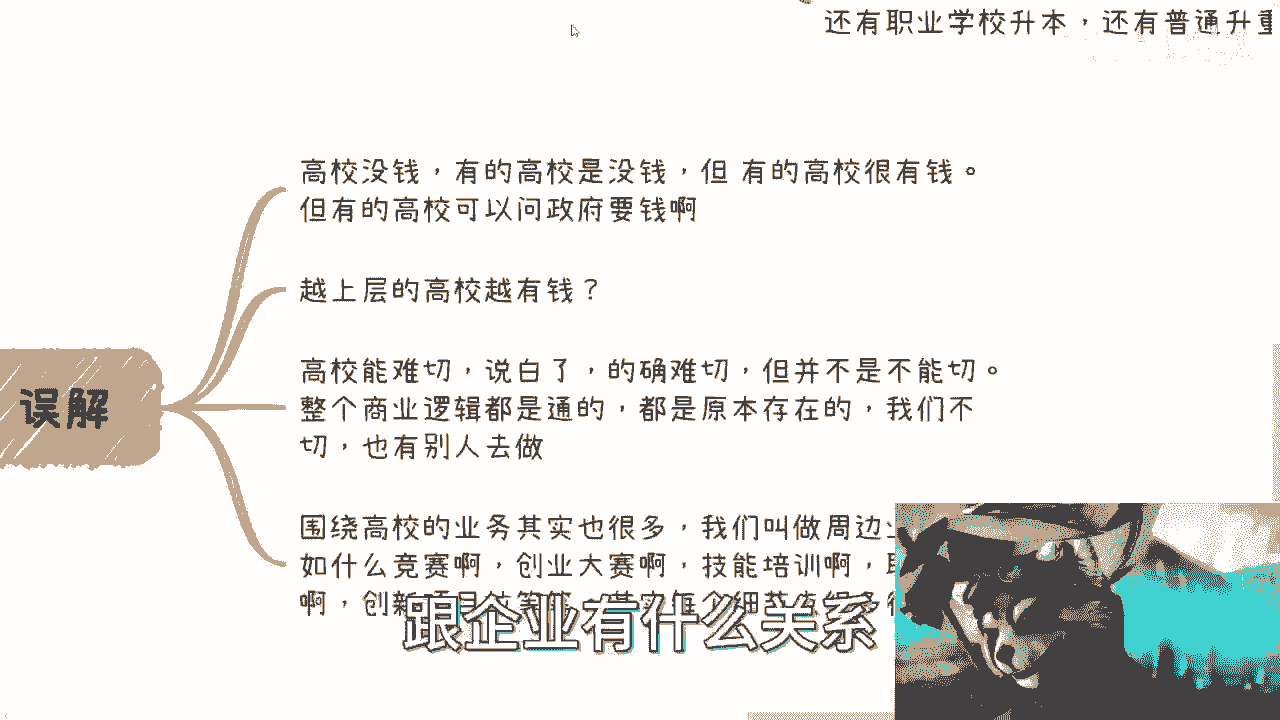 还有职业学校升本，还有普通升重
高校没钱，有的高校是没钱，但 有的高校很有钱。
但有的高校可以问政府要钱啊
越上层的高校越有钱？
高校能难切，说白了，的确难切，但并不是不能切。
整个商业逻辑都是通的，都是原本存在的，我们不
切，也有别人去做
误解
围绕高校的业务其实也很多，我们叫做周边
如什么竞赛啊，创业大赛啊，技能培训啊，
啊，创新项目
跟企业有什么关系